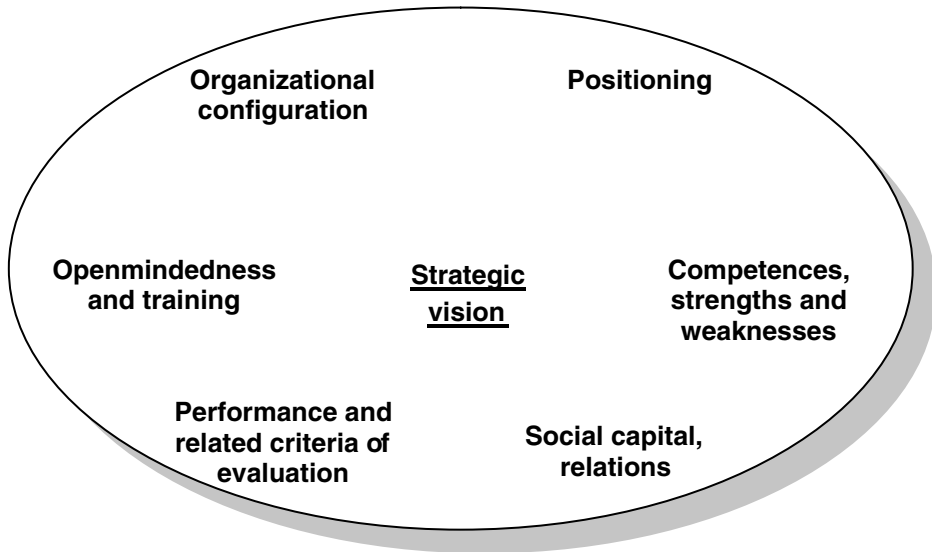 Organizational
configuration
Positioning
Openmindedness
and training
Strategic
vision
Competences,
strengths and
weaknesses
Performance and
related criteria of
evaluation
Social capital,
relations